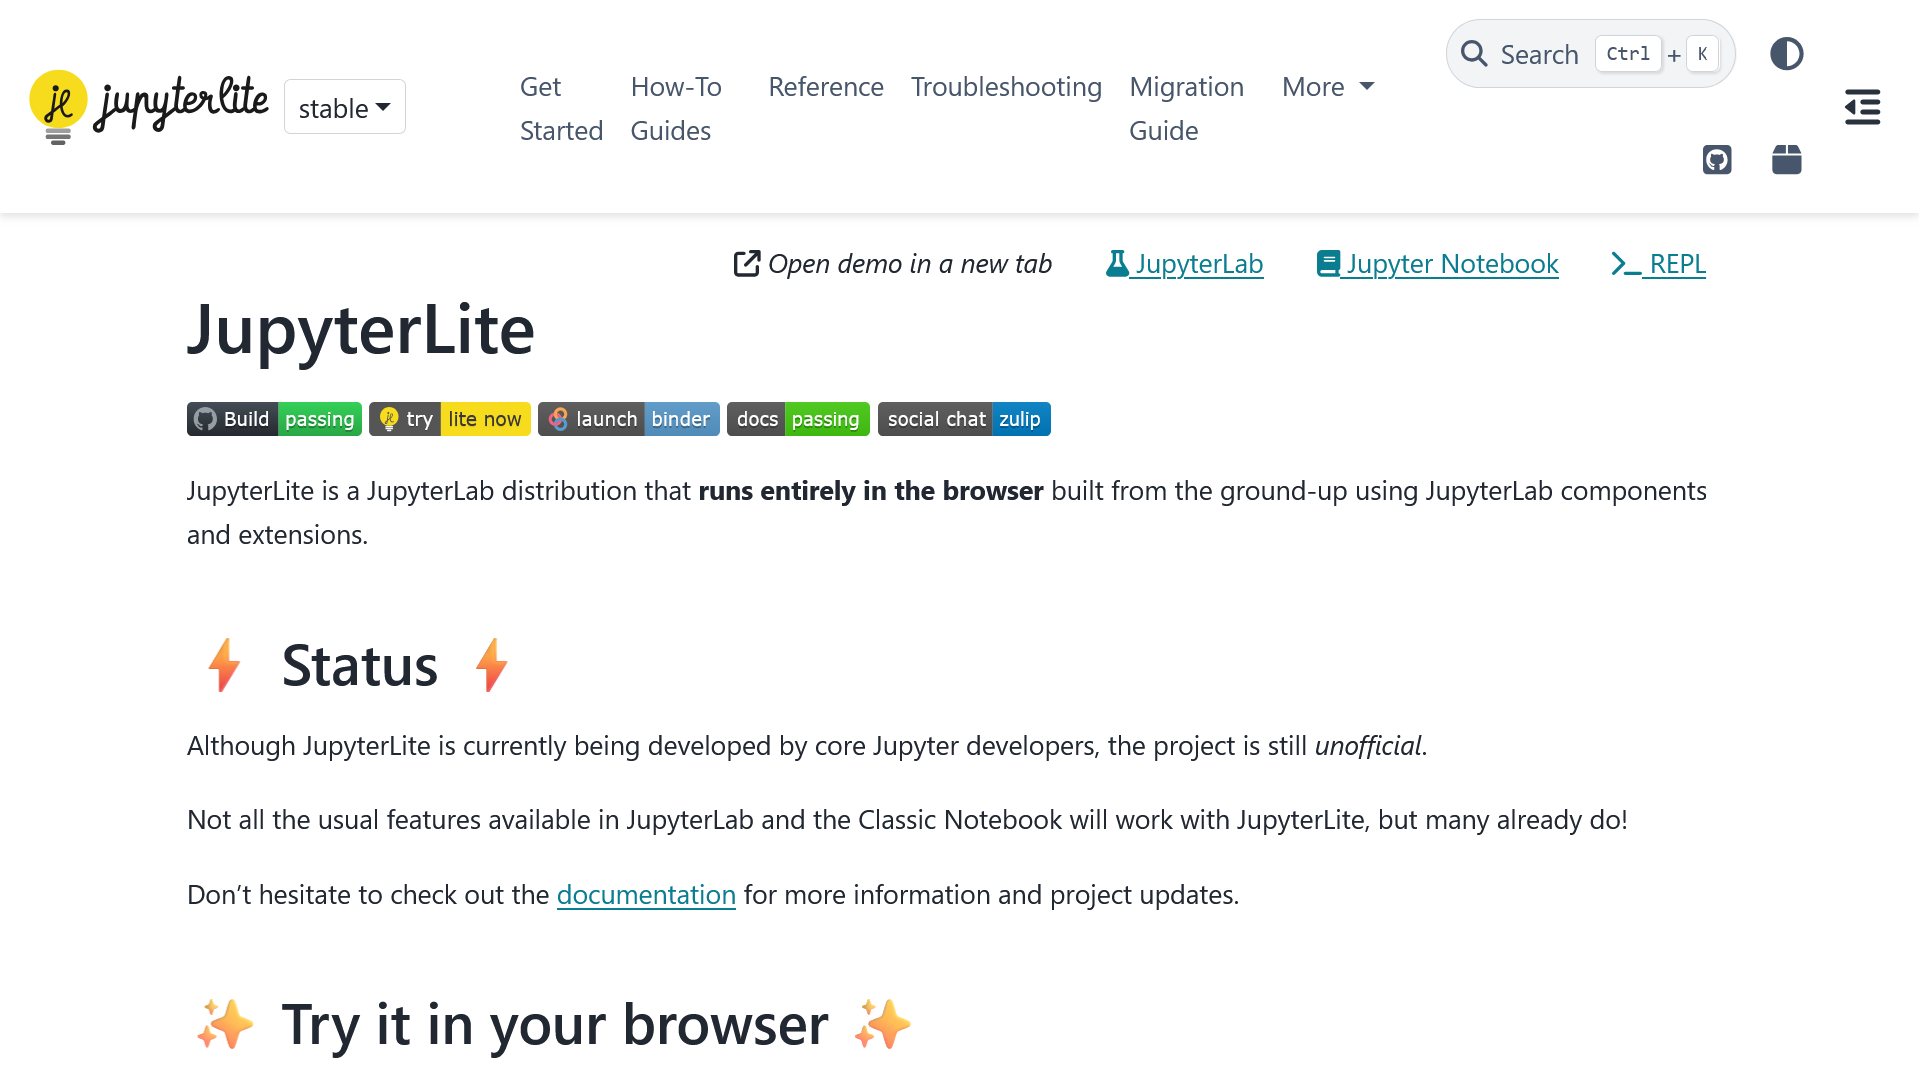 jupyterlite
stable
Get Started
How-To Guides
Reference
Troubleshooting
Migration Guide
More
Search Ctrl + K
Open demo in a new tab JupyterLab Jupyter Notebook REPL
JupyterLite
Build passing try lite now launch binder docs passing social chat zulip
JupyterLite is a JupyterLab distribution that runs entirely in the browser built from the ground-up using JupyterLab components
and extensions.
⚡ Status ⚡
Although JupyterLite is currently being developed by core Jupyter developers, the project is still unofficial.
Not all the usual features available in JupyterLab and the Classic Notebook will work with JupyterLite, but many already do!
Don’t hesitate to check out the documentation for more information and project updates.
✨ Try it in your browser ✨